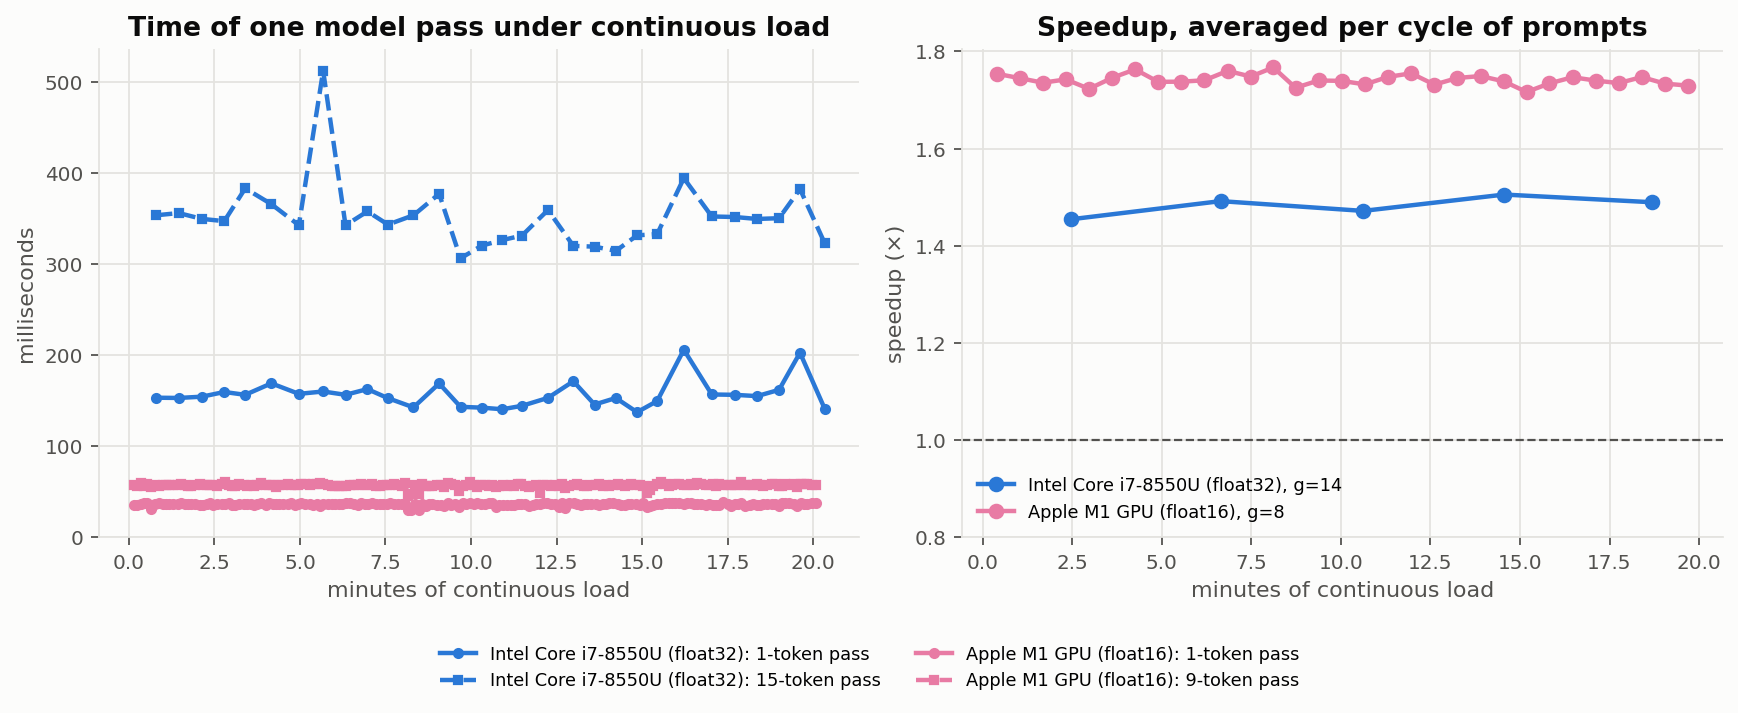 Time of one model pass under continuous load
milliseconds
500
400
300
200
100
0
0.0 2.5 5.0 7.5 10.0 12.5 15.0 17.5 20.0
minutes of continuous load
Speedup, averaged per cycle of prompts
speedup (×)
1.8
1.6
1.4
1.2
1.0
0.8
Intel Core i7-8550U (float32), g=14
Apple M1 GPU (float16), g=8
0.0 2.5 5.0 7.5 10.0 12.5 15.0 17.5 20.0
minutes of continuous load
Intel Core i7-8550U (float32): 1-token pass
Intel Core i7-8550U (float32): 15-token pass
Apple M1 GPU (float16): 1-token pass
Apple M1 GPU (float16): 9-token pass